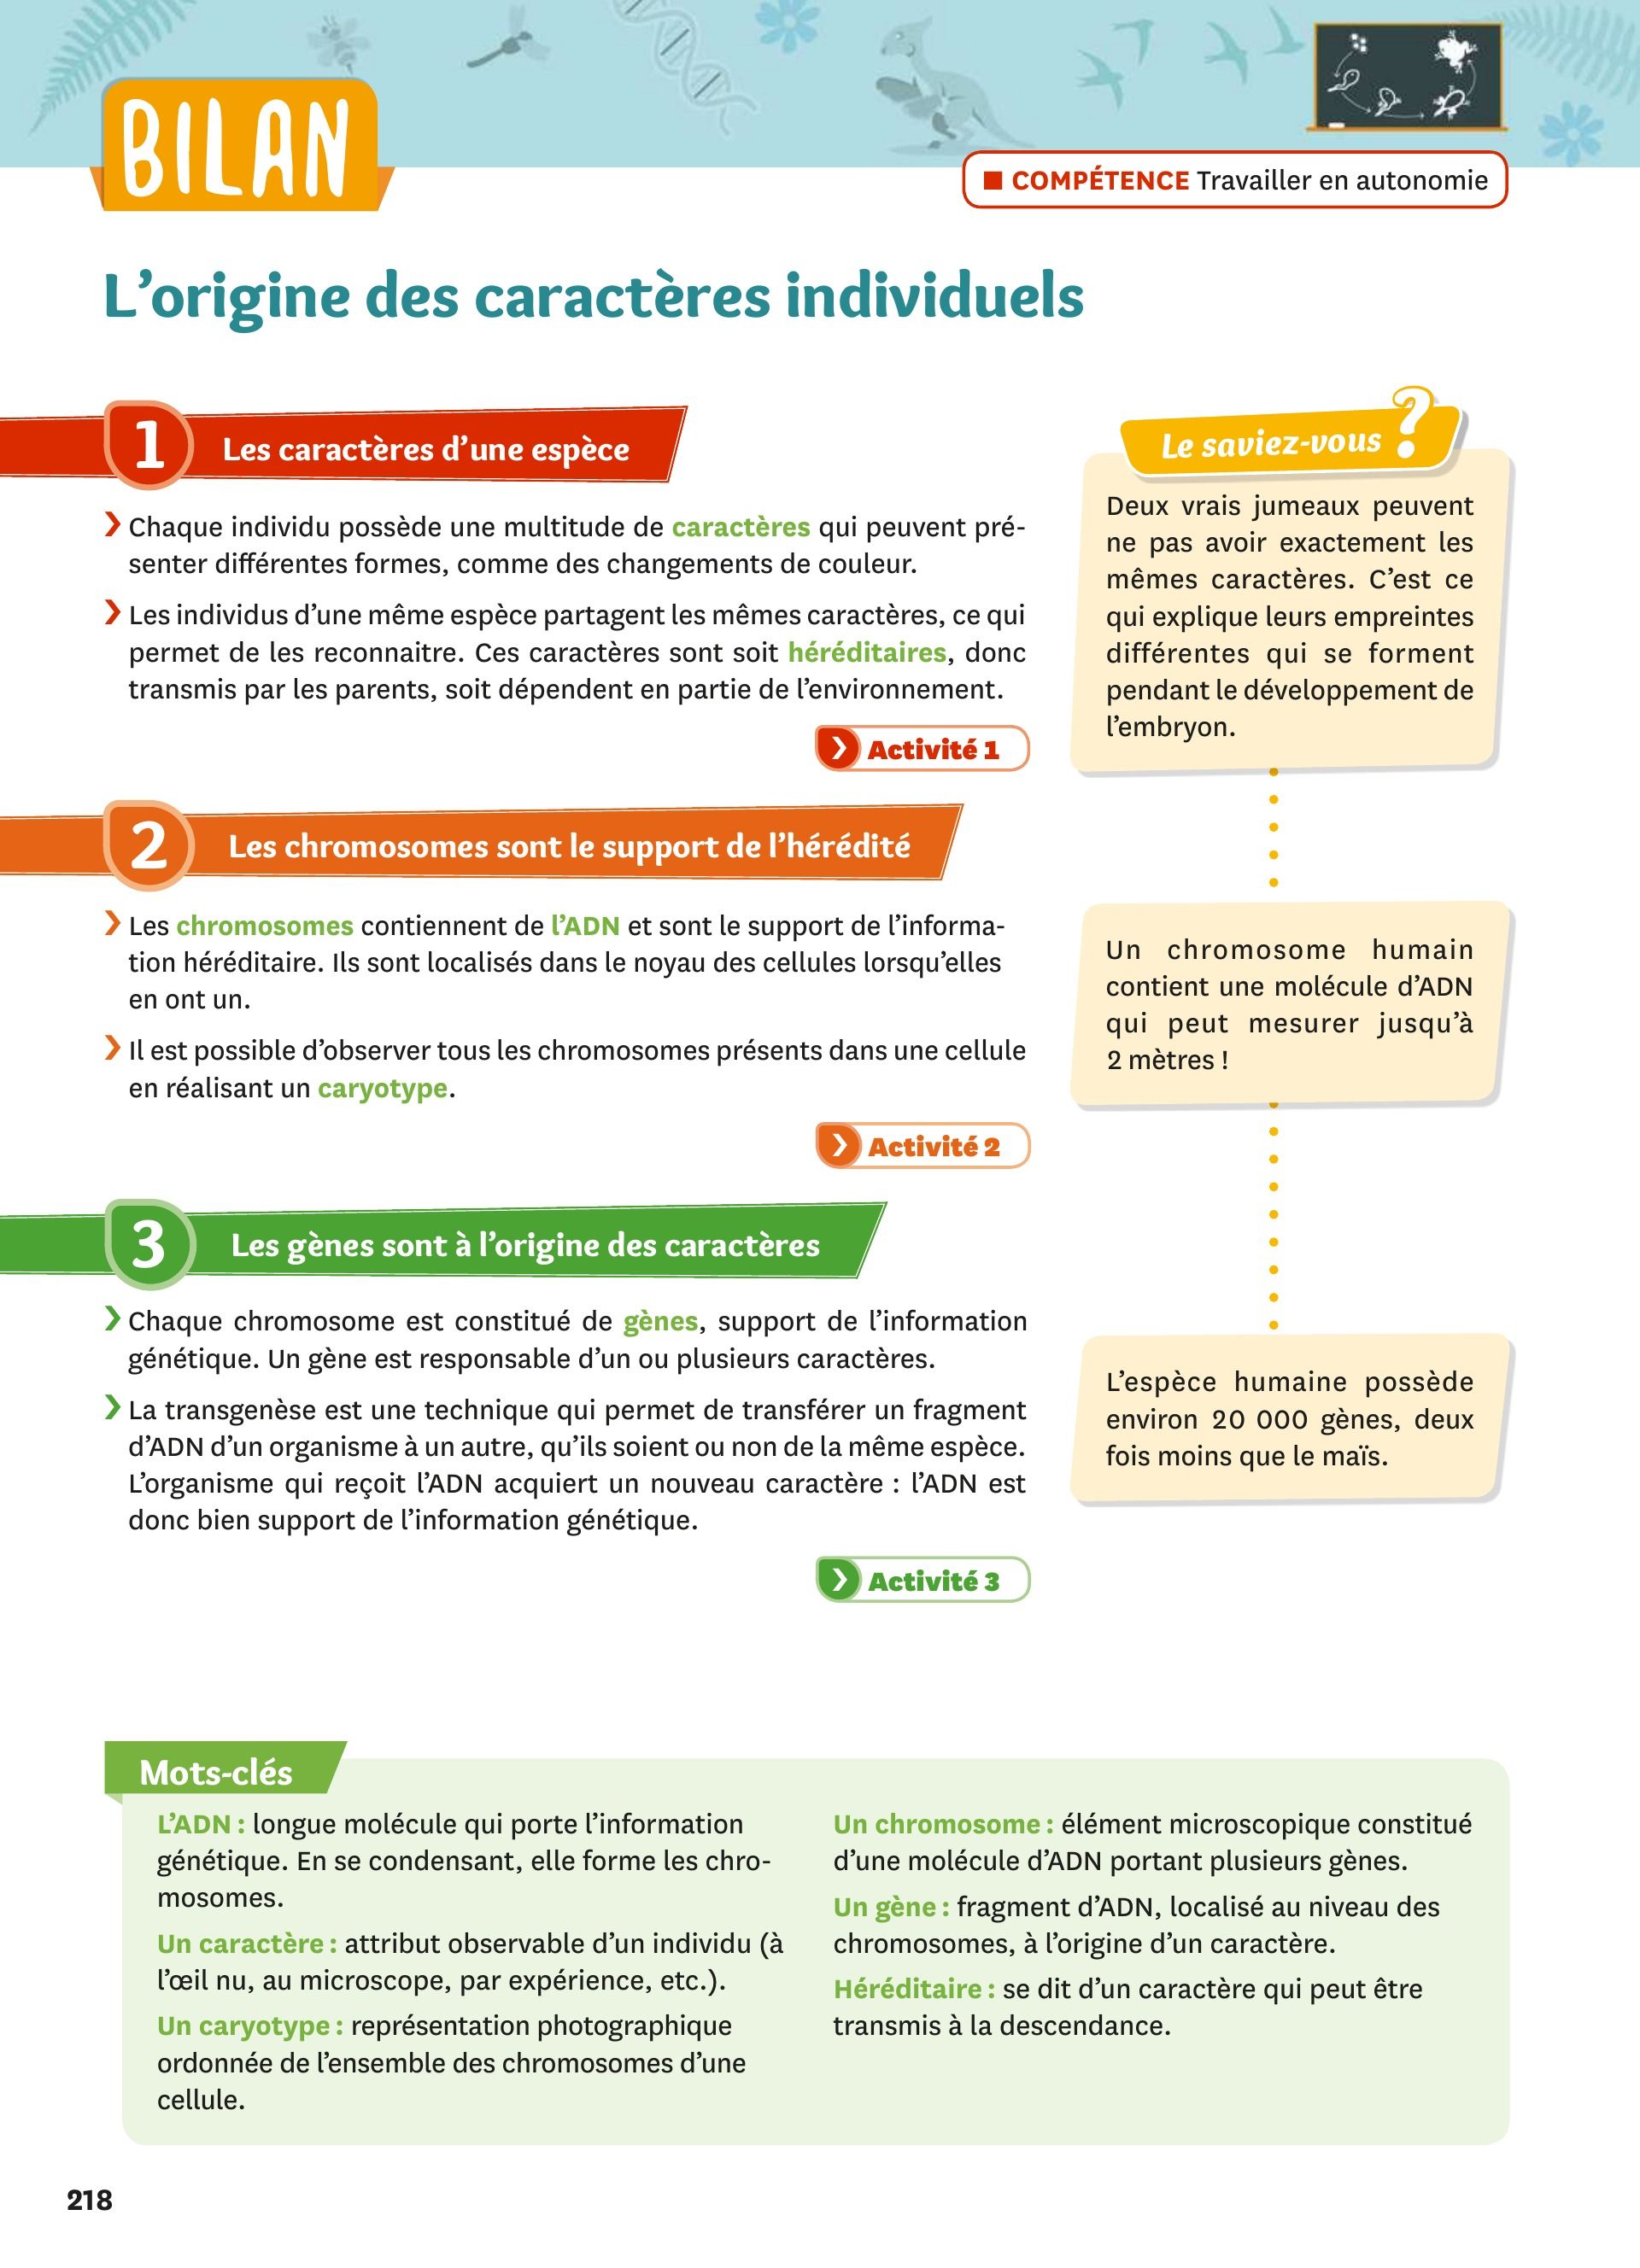 BILAN
COMPÉTENCE Travailler en autonomie
L’origine des caractères individuels
1 Les caractères d’une espèce
Chaque individu possède une multitude de caractères qui peuvent pré-
senter différentes formes, comme des changements de couleur.
Les individus d’une même espèce partagent les mêmes caractères, ce qui
permet de les reconnaitre. Ces caractères sont soit héréditaires, donc
transmis par les parents, soit dépendent en partie de l’environnement.
Activité 1
2 Les chromosomes sont le support de l’hérédité
Les chromosomes contiennent de l’ADN et sont le support de l’informa-
tion héréditaire. Ils sont localisés dans le noyau des cellules lorsqu’elles
en ont un.
Il est possible d’observer tous les chromosomes présents dans une cellule
en réalisant un caryotype.
Activité 2
3 Les gènes sont à l’origine des caractères
Chaque chromosome est constitué de gènes, support de l’information
génétique. Un gène est responsable d’un ou plusieurs caractères.
La transgenèse est une technique qui permet de transférer un fragment
d’ADN d’un organisme à un autre, qu’ils soient ou non de la même espèce.
L’organisme qui reçoit l’ADN acquiert un nouveau caractère : l’ADN est
donc bien support de l’information génétique.
Activité 3
Le saviez-vous ?
Deux vrais jumeaux peuvent
ne pas avoir exactement les
mêmes caractères. C’est ce
qui explique leurs empreintes
différentes qui se forment
pendant le développement de
l’embryon.
Un chromosome humain
contient une molécule d’ADN
qui peut mesurer jusqu’à
2 mètres !
L’espèce humaine possède
environ 20 000 gènes, deux
fois moins que le maïs.
Mots-clés
L’ADN : longue molécule qui porte l’information
génétique. En se condensant, elle forme les chro-
mosomes.
Un caractère : attribut observable d’un individu (à
l’œil nu, au microscope, par expérience, etc.).
Un caryotype : représentation photographique
ordonnée de l’ensemble des chromosomes d’une
cellule.
Un chromosome : élément microscopique constitué
d’une molécule d’ADN portant plusieurs gènes.
Un gène : fragment d’ADN, localisé au niveau des
chromosomes, à l’origine d’un caractère.
Héréditaire : se dit d’un caractère qui peut être
transmis à la descendance.
218